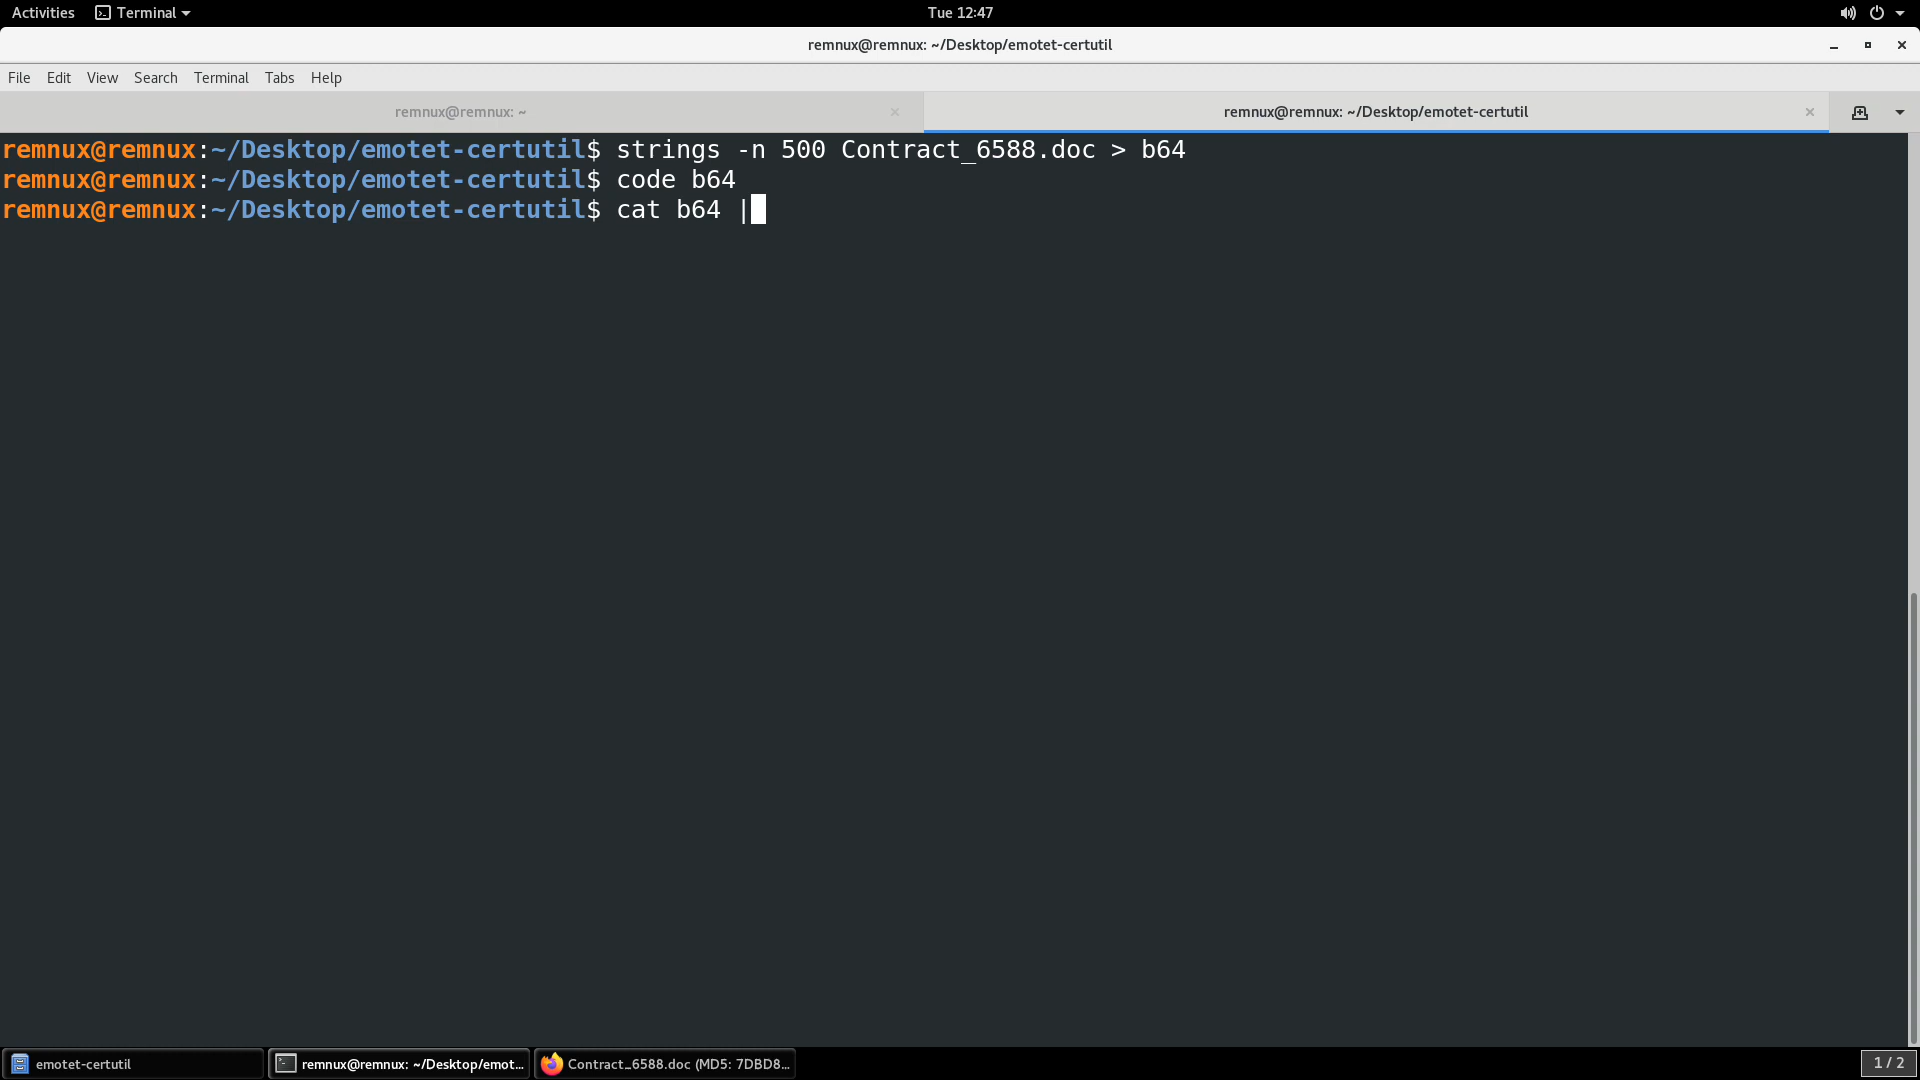 Activities Terminal Tue 12:47
remnux@remnux: ~/Desktop/emotet-certutil
File Edit View Search Terminal Tabs Help
remnux@remnux: ~ remnux@remnux: ~/Desktop/emotet-certutil
remnux@remnux:~/Desktop/emotet-certutil$ strings -n 500 Contract_6588.doc > b64
remnux@remnux:~/Desktop/emotet-certutil$ code b64
remnux@remnux:~/Desktop/emotet-certutil$ cat b64 |
emotet-certutil remnux@remnux: ~/Desktop/emot... Contract_6588.doc (MD5: 7DBD8... 1 / 2